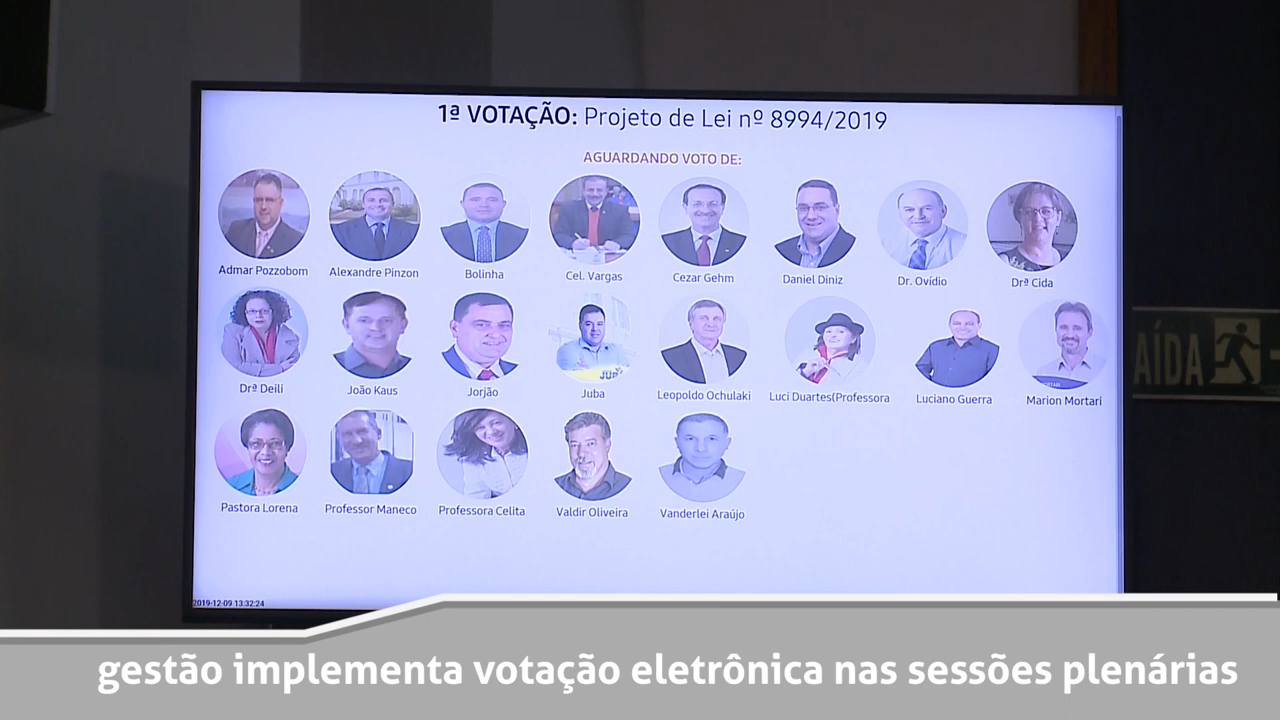 1ª VOTAÇÃO: Projeto de Lei nº 8994/2019
AGUARDANDO VOTO DE:
Admar Pozzobom Alexandre Pinzon Bolinha Cel. Vargas Cezar Gehm Daniel Diniz Dr. Ovídio Drª Cida
Drª Deili João Kaus Jorjão Juba Leopoldo Ochulaki Luci Duartes(Professora Luciano Guerra Marion Mortari
Pastora Lorena Professor Maneco Professora Celita Valdir Oliveira Vanderlei Araújo
2019-12-09 13:32:24
AÍDA
gestão implementa votação eletrônica nas sessões plenárias